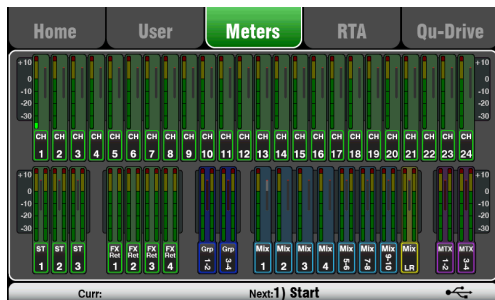 Home User Meters RTA Qu-Drive
+10 +10
0 0
-10 -10
-20 -20
-30 -30
CH CH CH CH CH CH CH CH CH CH CH CH CH CH CH CH CH CH CH CH CH CH CH CH
1 2 3 4 5 6 7 8 9 10 11 12 13 14 15 16 17 18 19 20 21 22 23 24
+10 +10
0 0
-10 -10
-20 -20
-30 -30
ST ST ST FX FX FX FX Grp Grp Mix Mix Mix Mix Mix Mix Mix Mix MTX MTX
Ret Ret Ret Ret
1 2 3 1 2 3 4 1-2 3-4 1 2 3 4 5-6 7-8 9-10 LR 1-2 3-4
Curr: Next:1) Start